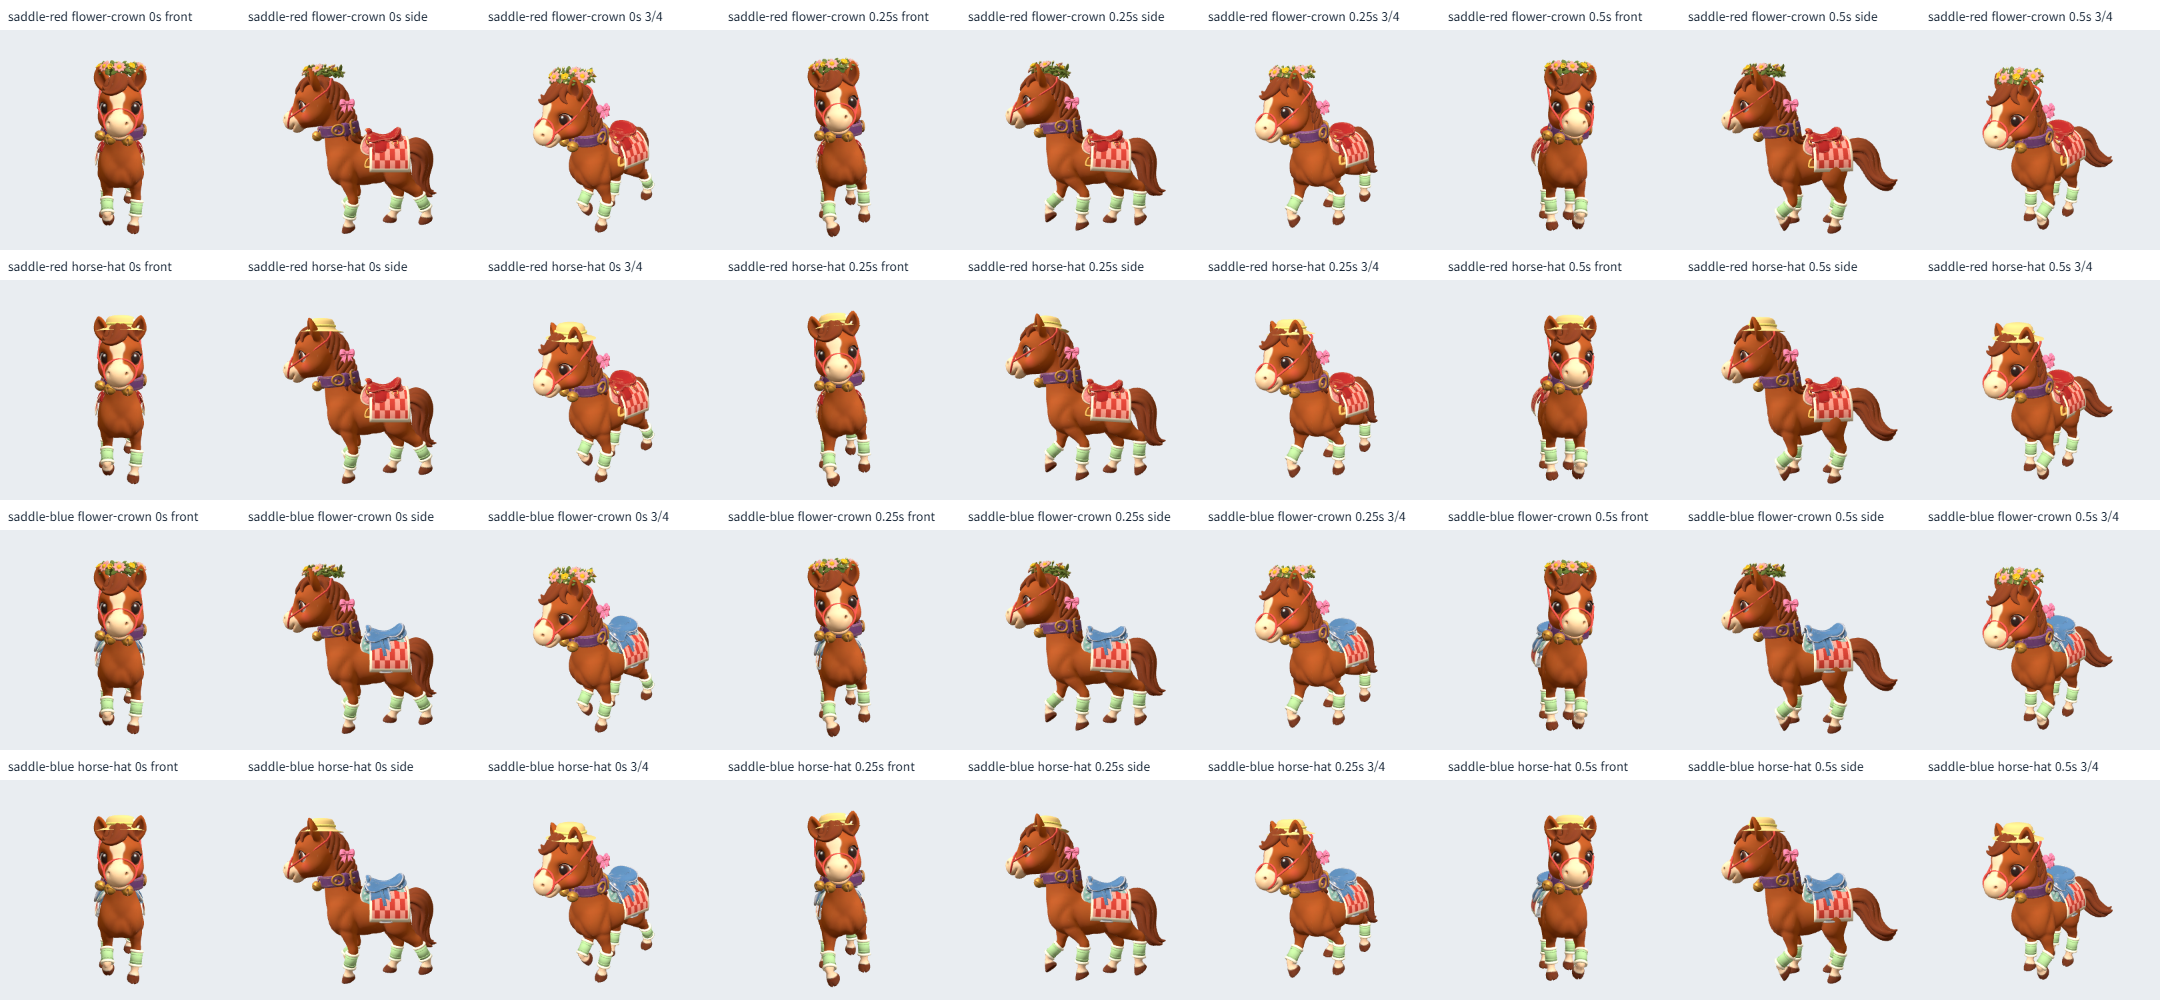 saddle-red flower-crown 0s front
saddle-red flower-crown 0s side
saddle-red flower-crown 0s 3/4
saddle-red flower-crown 0.25s front
saddle-red flower-crown 0.25s side
saddle-red flower-crown 0.25s 3/4
saddle-red flower-crown 0.5s front
saddle-red flower-crown 0.5s side
saddle-red flower-crown 0.5s 3/4
saddle-red horse-hat 0s front
saddle-red horse-hat 0s side
saddle-red horse-hat 0s 3/4
saddle-red horse-hat 0.25s front
saddle-red horse-hat 0.25s side
saddle-red horse-hat 0.25s 3/4
saddle-red horse-hat 0.5s front
saddle-red horse-hat 0.5s side
saddle-red horse-hat 0.5s 3/4
saddle-blue flower-crown 0s front
saddle-blue flower-crown 0s side
saddle-blue flower-crown 0s 3/4
saddle-blue flower-crown 0.25s front
saddle-blue flower-crown 0.25s side
saddle-blue flower-crown 0.25s 3/4
saddle-blue flower-crown 0.5s front
saddle-blue flower-crown 0.5s side
saddle-blue flower-crown 0.5s 3/4
saddle-blue horse-hat 0s front
saddle-blue horse-hat 0s side
saddle-blue horse-hat 0s 3/4
saddle-blue horse-hat 0.25s front
saddle-blue horse-hat 0.25s side
saddle-blue horse-hat 0.25s 3/4
saddle-blue horse-hat 0.5s front
saddle-blue horse-hat 0.5s side
saddle-blue horse-hat 0.5s 3/4